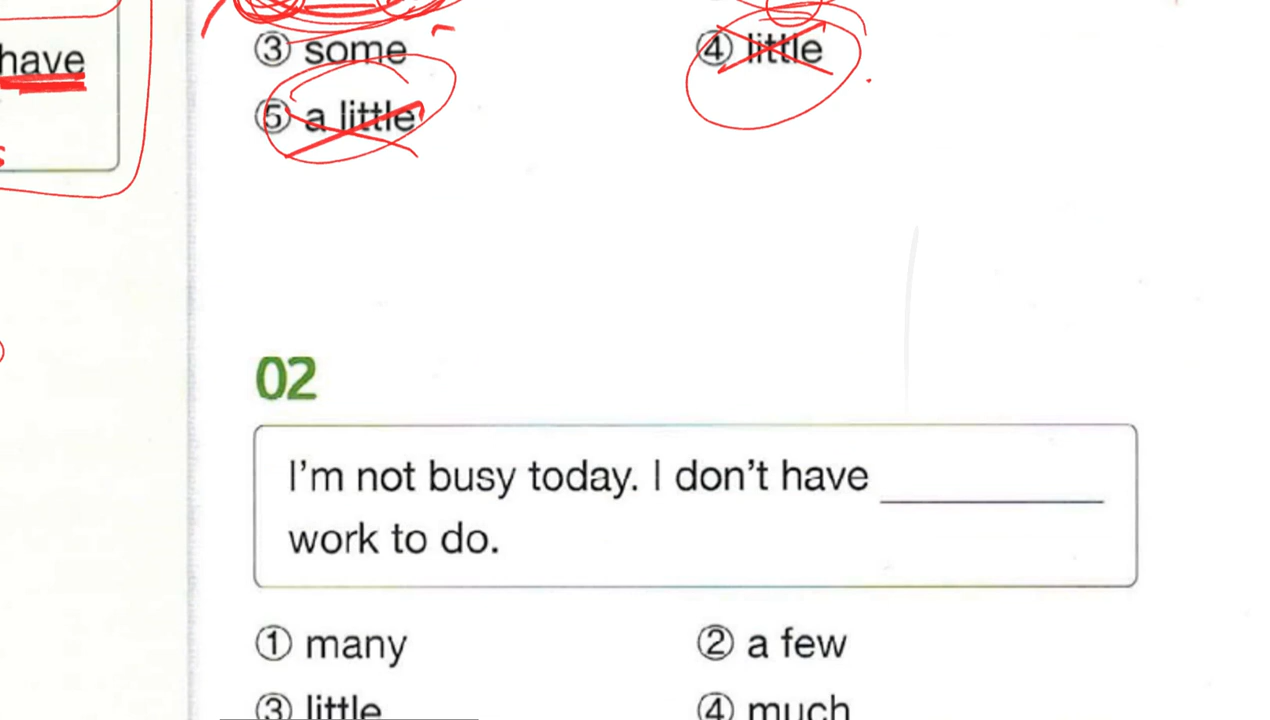 have
③ some
④ little
⑤ a little
02
I'm not busy today. I don't have ________
work to do.
① many
② a few
③ little
④ much